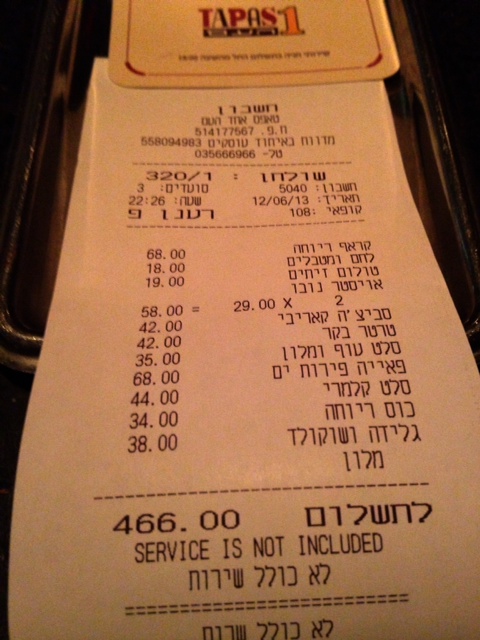 TAPAS 1
חשבון
טאפס אחד העם
ח.פ. 514177567
מדווח באיחוד עוסקים 558094983
טל- 035666966
שולחן : 320/1
חשבון: 5040 סועדים: 3
תאריך: 12/06/13 שעה: 22:26
קופאי: 108 רענן פ
קראף ריוחה 68.00
לחם ומטבלים 18.00
טולום זיתים 19.00
אויסטר נובו
2 X 29.00 = 58.00
סביצ'ה קאריבי 42.00
טרטר בקר 42.00
סלט עוף ומלון 35.00
פאייה פירות ים 68.00
סלט קלמרי 44.00
כוס ריוחה 34.00
גלידה ושוקולד 38.00
מלון
לתשלום 466.00
SERVICE IS NOT INCLUDED
לא כולל שירות
לא כולל שרות